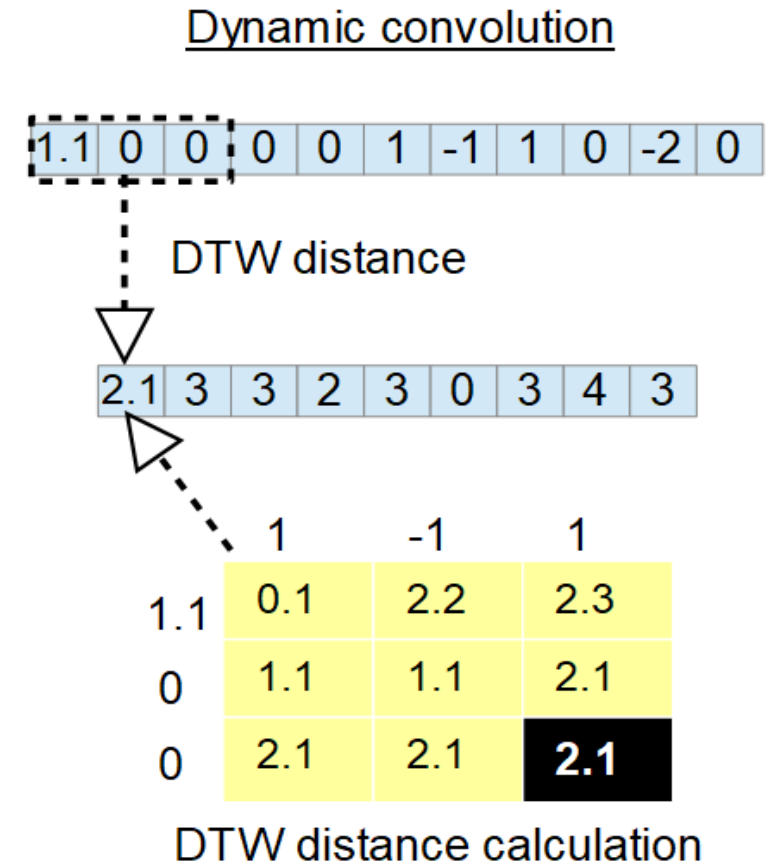 Dynamic convolution
1.1 0 0 0 0 1 -1 1 0 -2 0
DTW distance
2.1 3 3 2 3 0 3 4 3
1 -1 1
1.1 0.1 2.2 2.3
0 1.1 1.1 2.1
0 2.1 2.1 2.1
DTW distance calculation